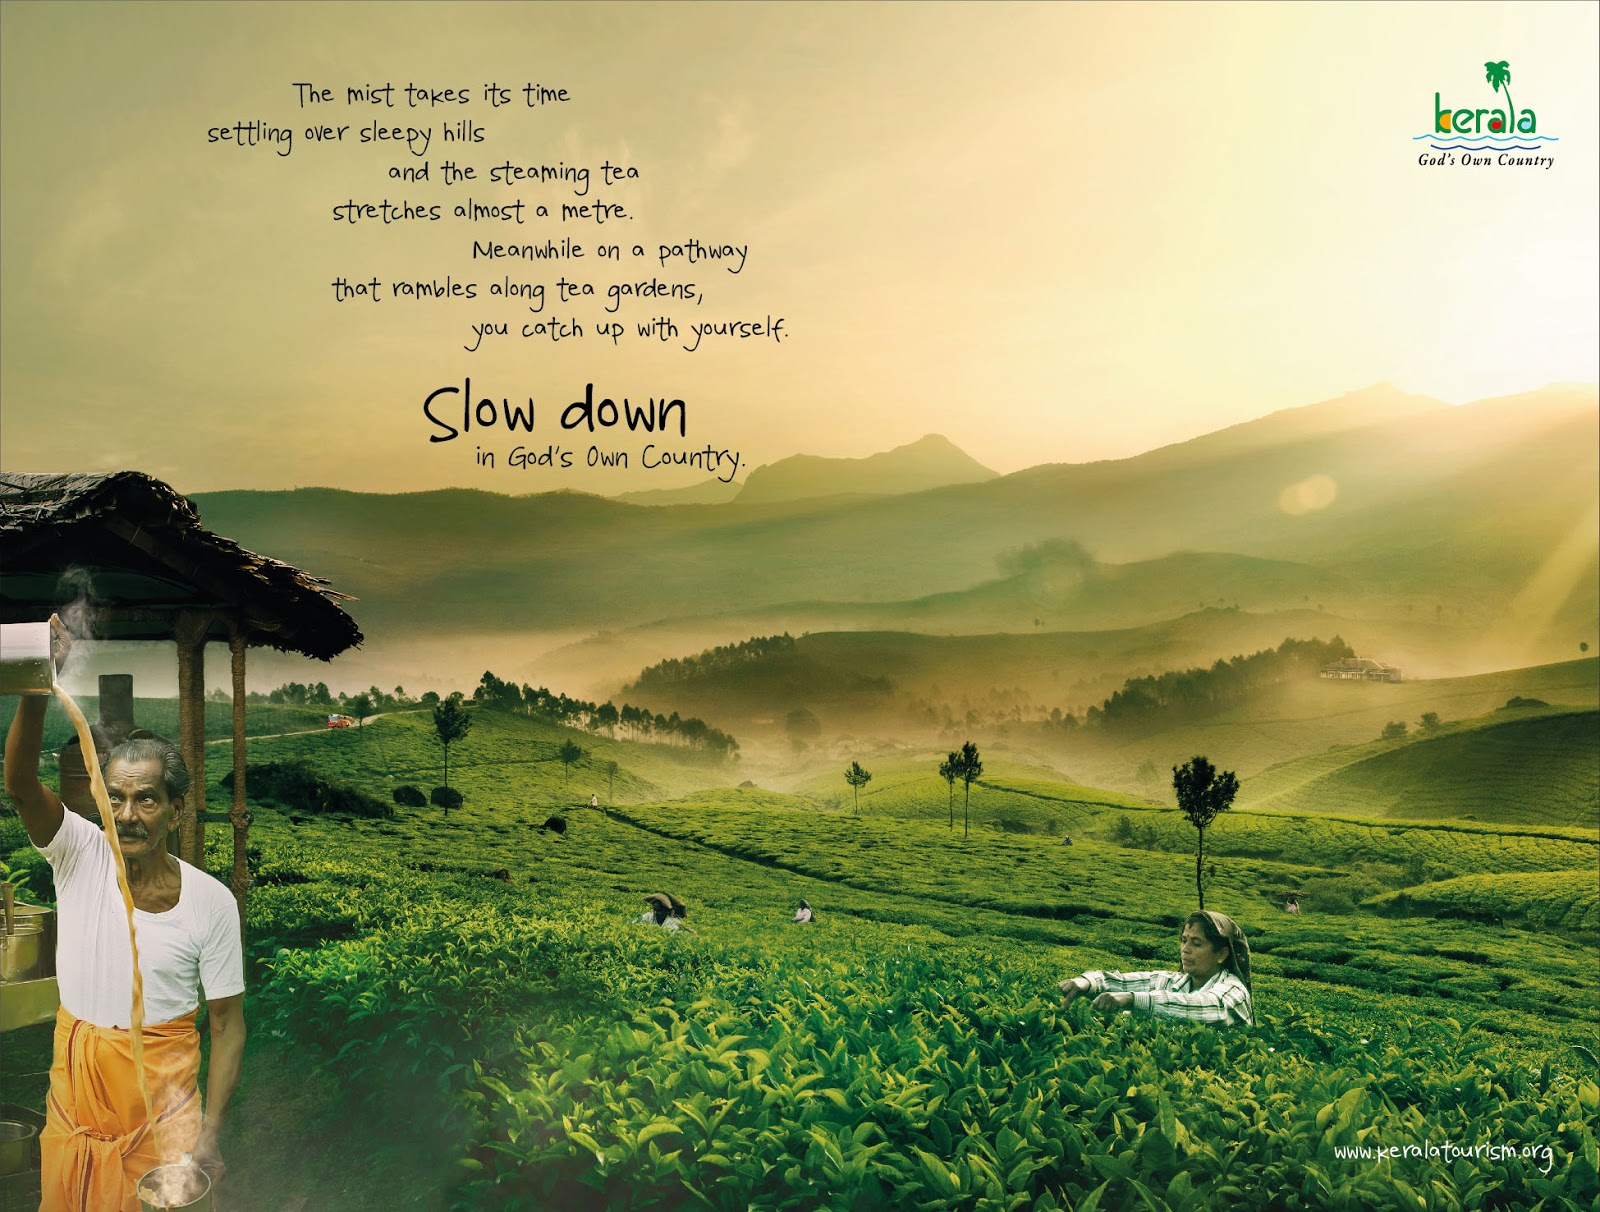 The mist takes its time
settling over sleepy hills
and the steaming tea
stretches almost a metre.
Meanwhile on a pathway
that rambles along tea gardens,
you catch up with yourself.
Slow down
in God's Own Country.
kerala
God's Own Country
www.keralatourism.org